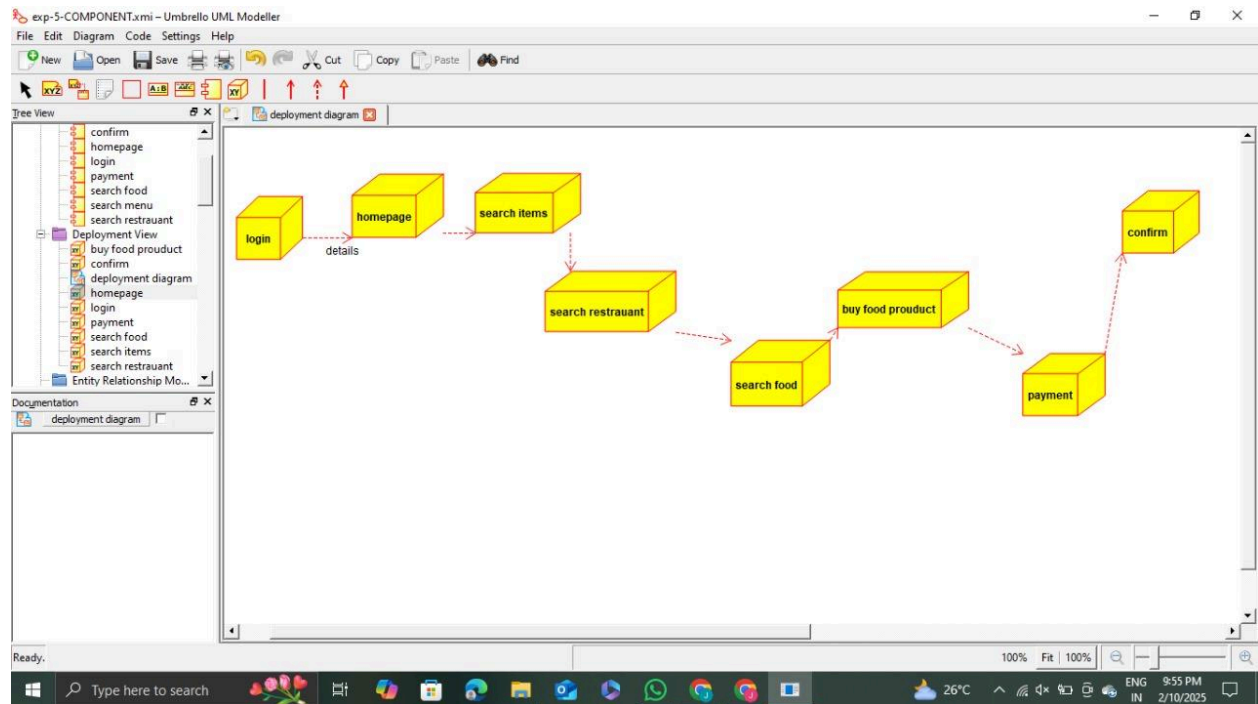 exp-5-COMPONENT.xmi – Umbrello UML Modeller
File Edit Diagram Code Settings Help
New Open Save Cut Copy Paste Find
XYZ A:B ABC XY
Tree View
deployment diagram
confirm
homepage
login
payment
search food
search menu
search restrauant
Deployment View
buy food prouduct
confirm
deployment diagram
homepage
login
payment
search food
search items
search restrauant
Entity Relationship Mo...
Documentation
deployment diagram
login
details
homepage
search items
search restrauant
search food
buy food prouduct
payment
confirm
Ready.
100% Fit 100%
Type here to search
26°C
ENG
IN
9:55 PM
2/10/2025